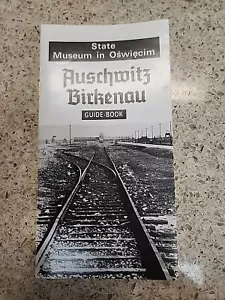 State
Museum in Oświęcim
Auschwitz
Birkenau
GUIDE-BOOK